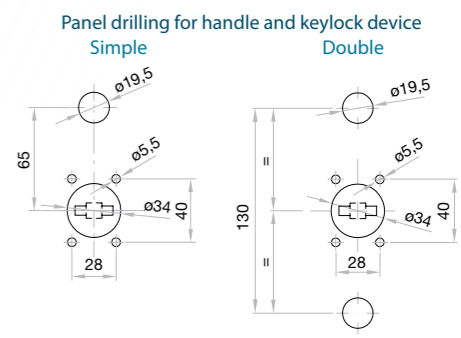 Panel drilling for handle and keylock device
Simple
Double
ø19,5
65
ø5,5
ø34
40
28
ø19,5
130
=
=
ø5,5
ø34
40
28